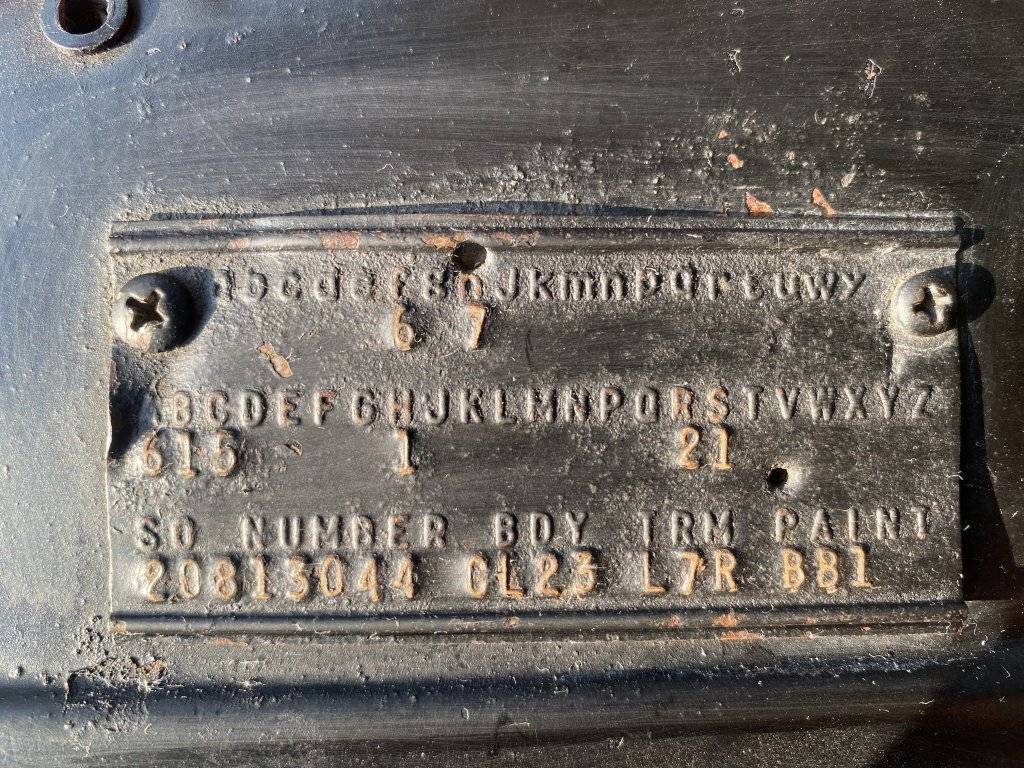 abcdefghJkmnpqrtuwy
6 7
ABCDEFGHJKLMNPQRSTVWXYZ
615 1 21
SO NUMBER BDY TRM PAINT
20813044 CL23 L7R BB1